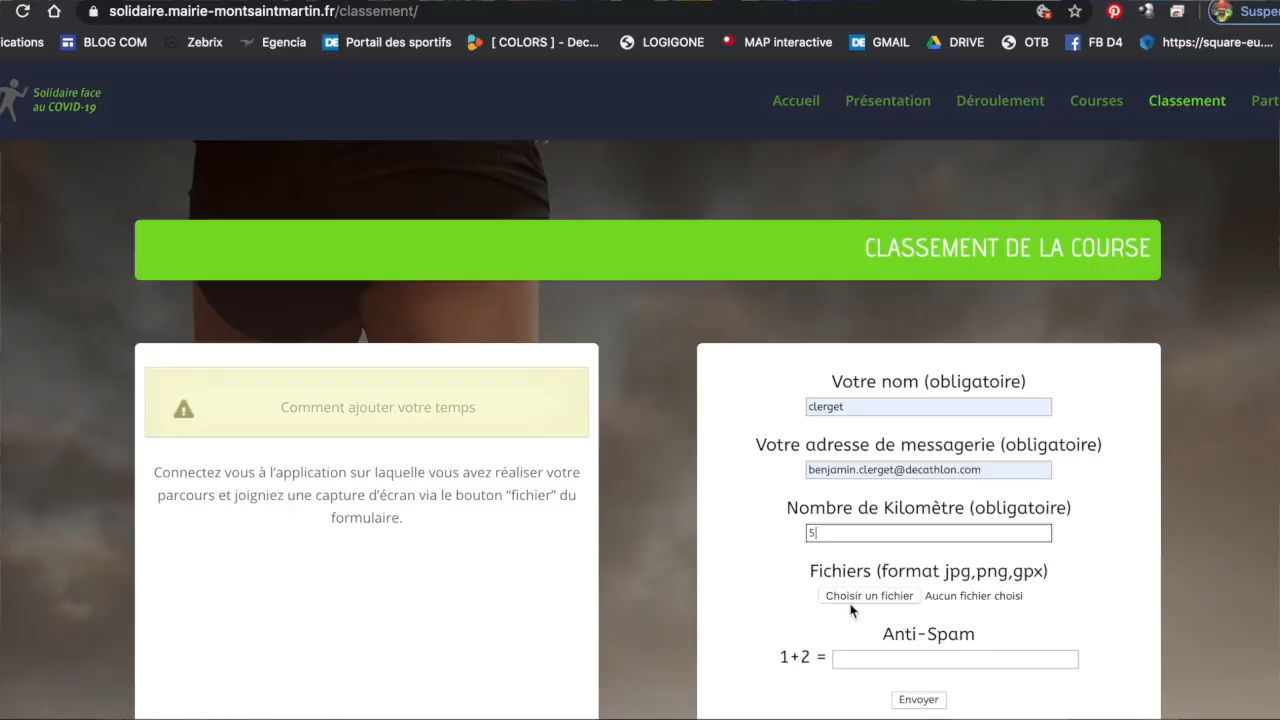 solidaire.mairie-montsaintmartin.fr/classement/
Suspe
ications BLOG COM Zebrix Egencia Portail des sportifs [ COLORS ] - Dec... LOGIGONE MAP interactive GMAIL DRIVE OTB FB D4 https://square-eu....
Solidaire face
au COVID-19
Accueil Présentation Déroulement Courses Classement Part
CLASSEMENT DE LA COURSE
Comment ajouter votre temps
Connectez vous à l'application sur laquelle vous avez réaliser votre
parcours et joigniez une capture d'écran via le bouton “fichier” du
formulaire.
Votre nom (obligatoire)
clerget
Votre adresse de messagerie (obligatoire)
benjamin.clerget@decathlon.com
Nombre de Kilomètre (obligatoire)
5
Fichiers (format jpg,png,gpx)
Choisir un fichier Aucun fichier choisi
Anti-Spam
1+2 =
Envoyer